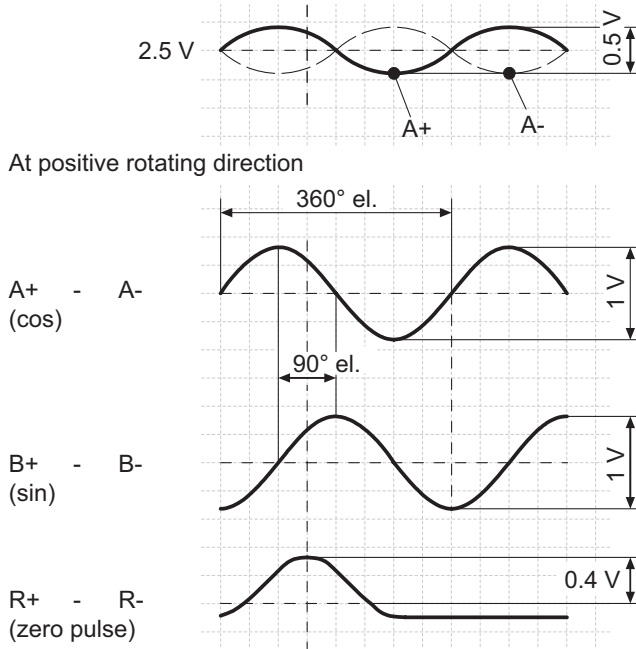 2.5 V
0.5 V
A+ A-
At positive rotating direction
360° el.
A+ - A-
(cos)
1 V
90° el.
B+ - B-
(sin)
1 V
R+ - R-
(zero pulse)
0.4 V